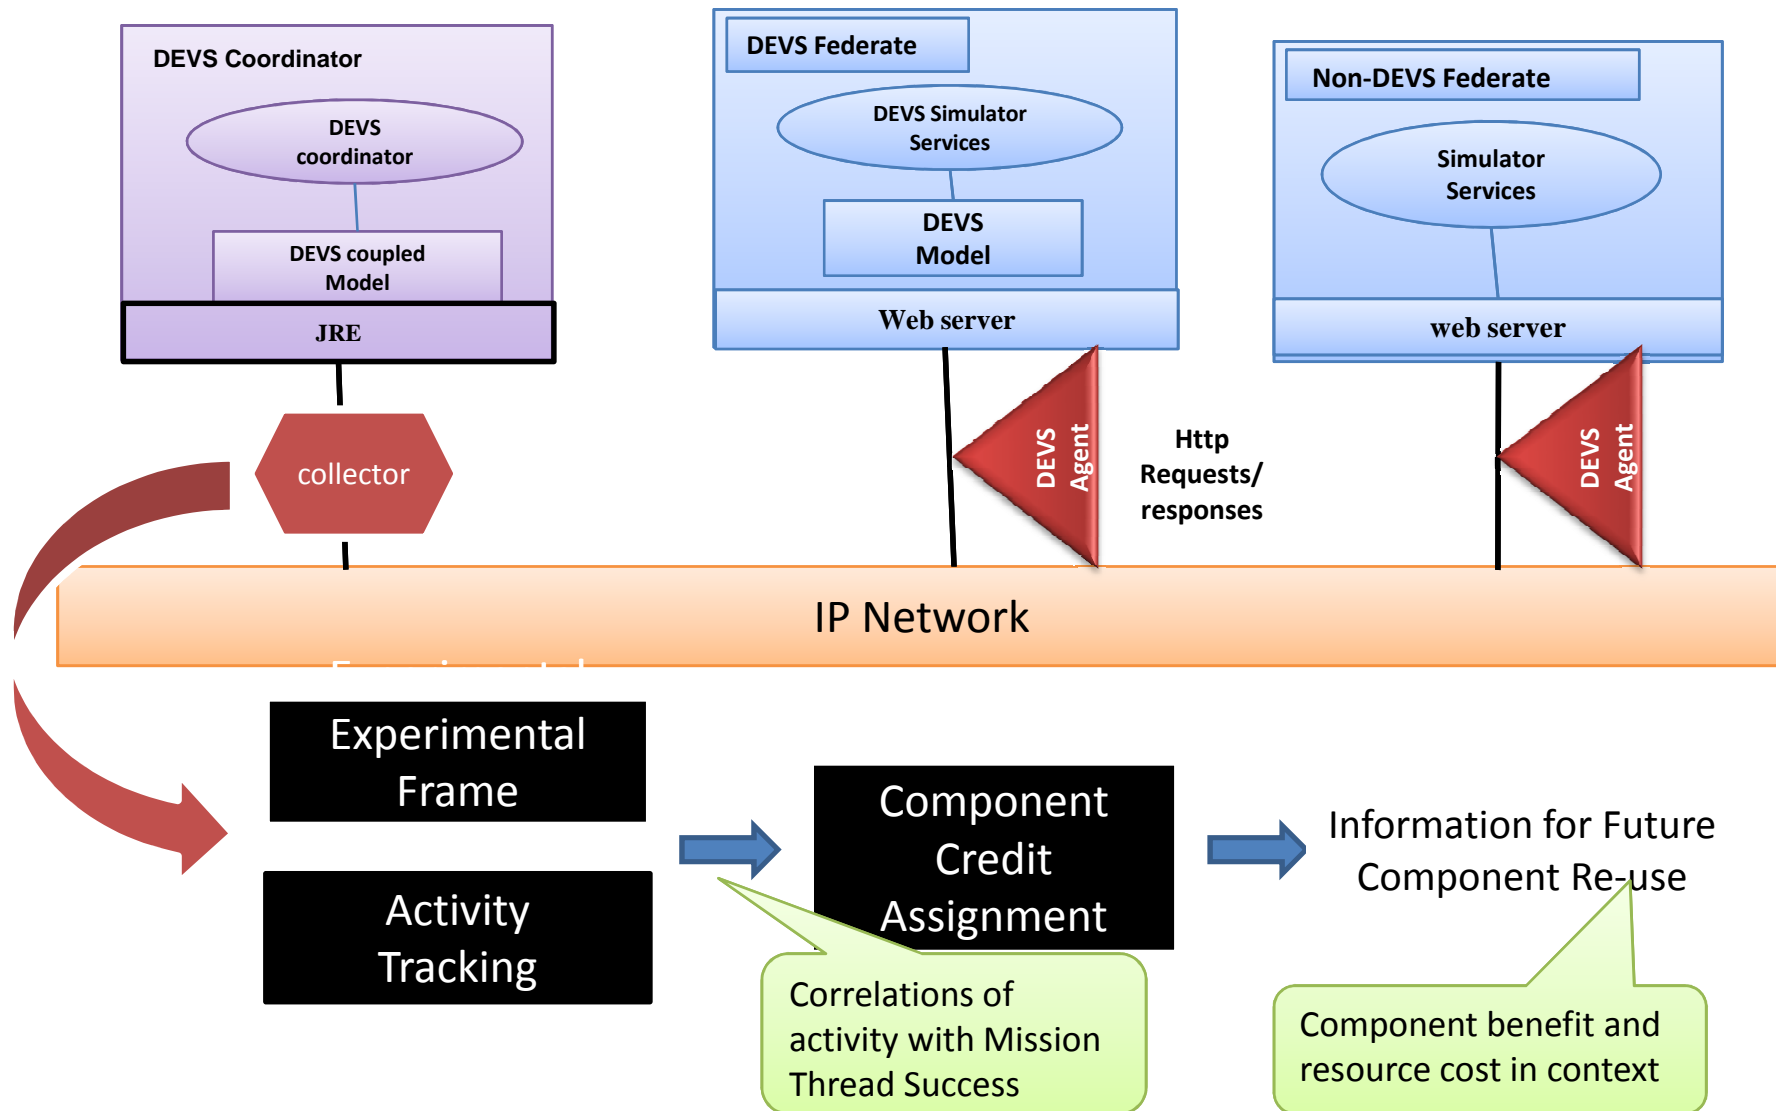 DEVS Coordinator
DEVS
coordinator
DEVS coupled
Model
JRE
DEVS Federate
DEVS Simulator
Services
DEVS
Model
Web server
Non-DEVS Federate
Simulator
Services
web server
collector
DEVS
Agent
Http
Requests/
responses
DEVS
Agent
IP Network
Experimental
Frame
Activity
Tracking
Component
Credit
Assignment
Information for Future
Component Re-use
Correlations of
activity with Mission
Thread Success
Component benefit and
resource cost in context